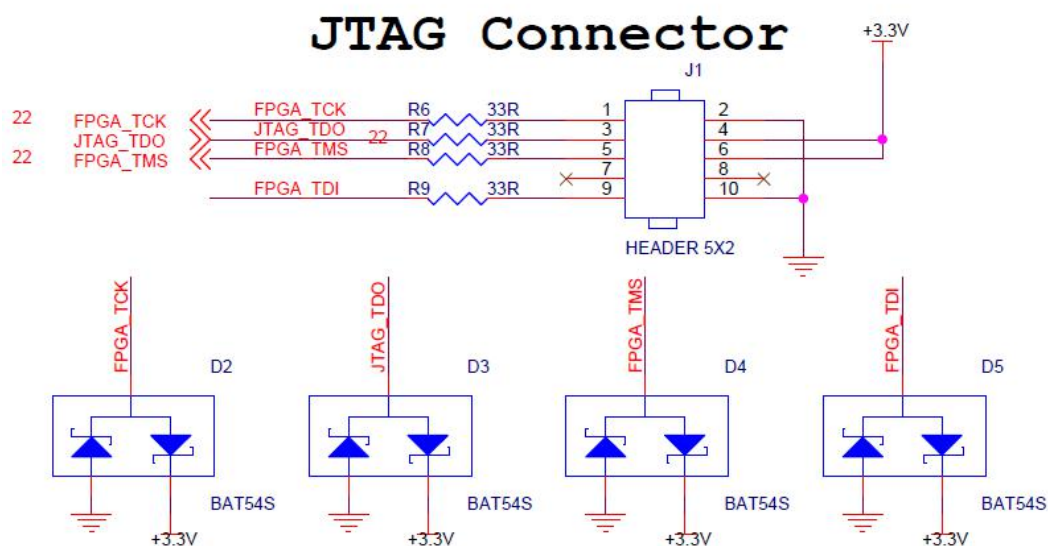 JTAG Connector
+3.3V
J1
22 FPGA_TCK FPGA_TCK R6 33R 1 2
JTAG_TDO JTAG_TDO 22 R7 33R 3 4
22 FPGA_TMS FPGA_TMS R8 33R 5 6
7 8
FPGA_TDI R9 33R 9 10
HEADER 5X2
FPGA_TCK JTAG_TDO FPGA_TMS FPGA_TDI
D2 D3 D4 D5
BAT54S BAT54S BAT54S BAT54S
+3.3V +3.3V +3.3V +3.3V